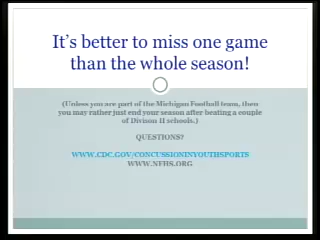 It's better to miss one game
than the whole season!
(Unless you are part of the Michigan Football team, then
you may rather just end your season after beating a couple
of Divison II schools.)
QUESTIONS?
WWW.CDC.GOV/CONCUSSIONINYOUTHSPORTS
WWW.NFHS.ORG